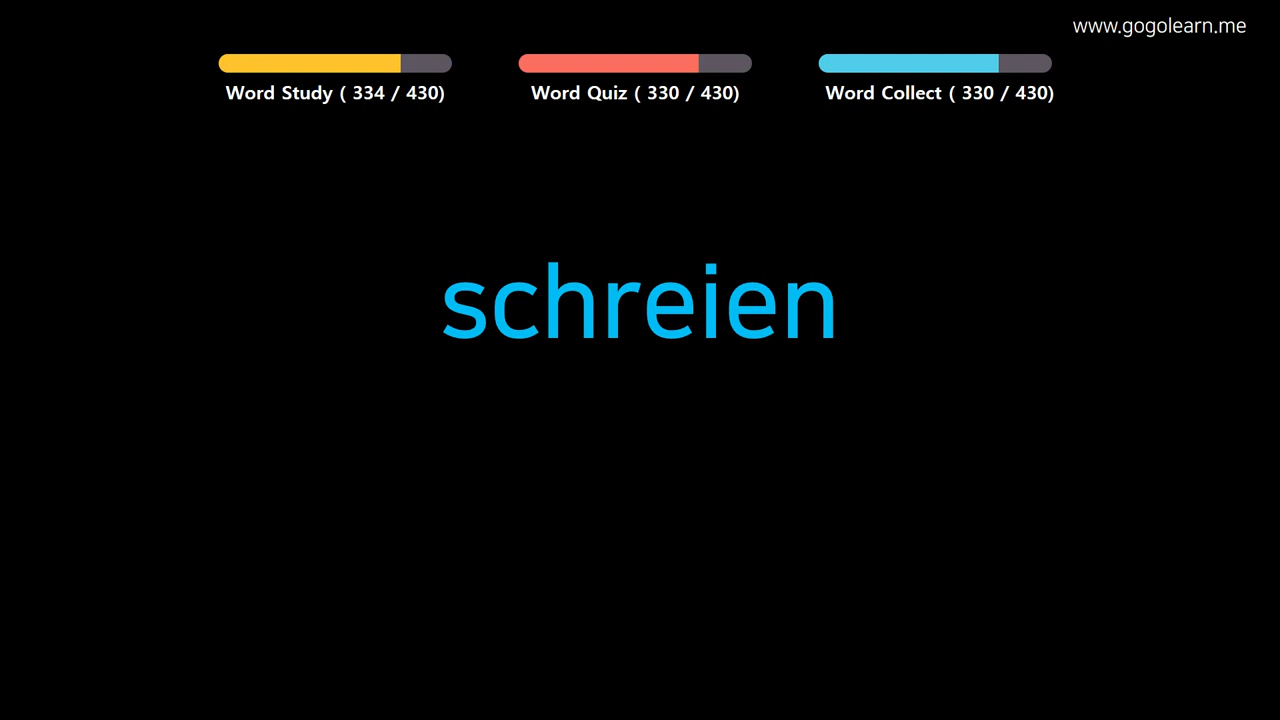 www.gogolearn.me
Word Study ( 334 / 430)
Word Quiz ( 330 / 430)
Word Collect ( 330 / 430)
schreien